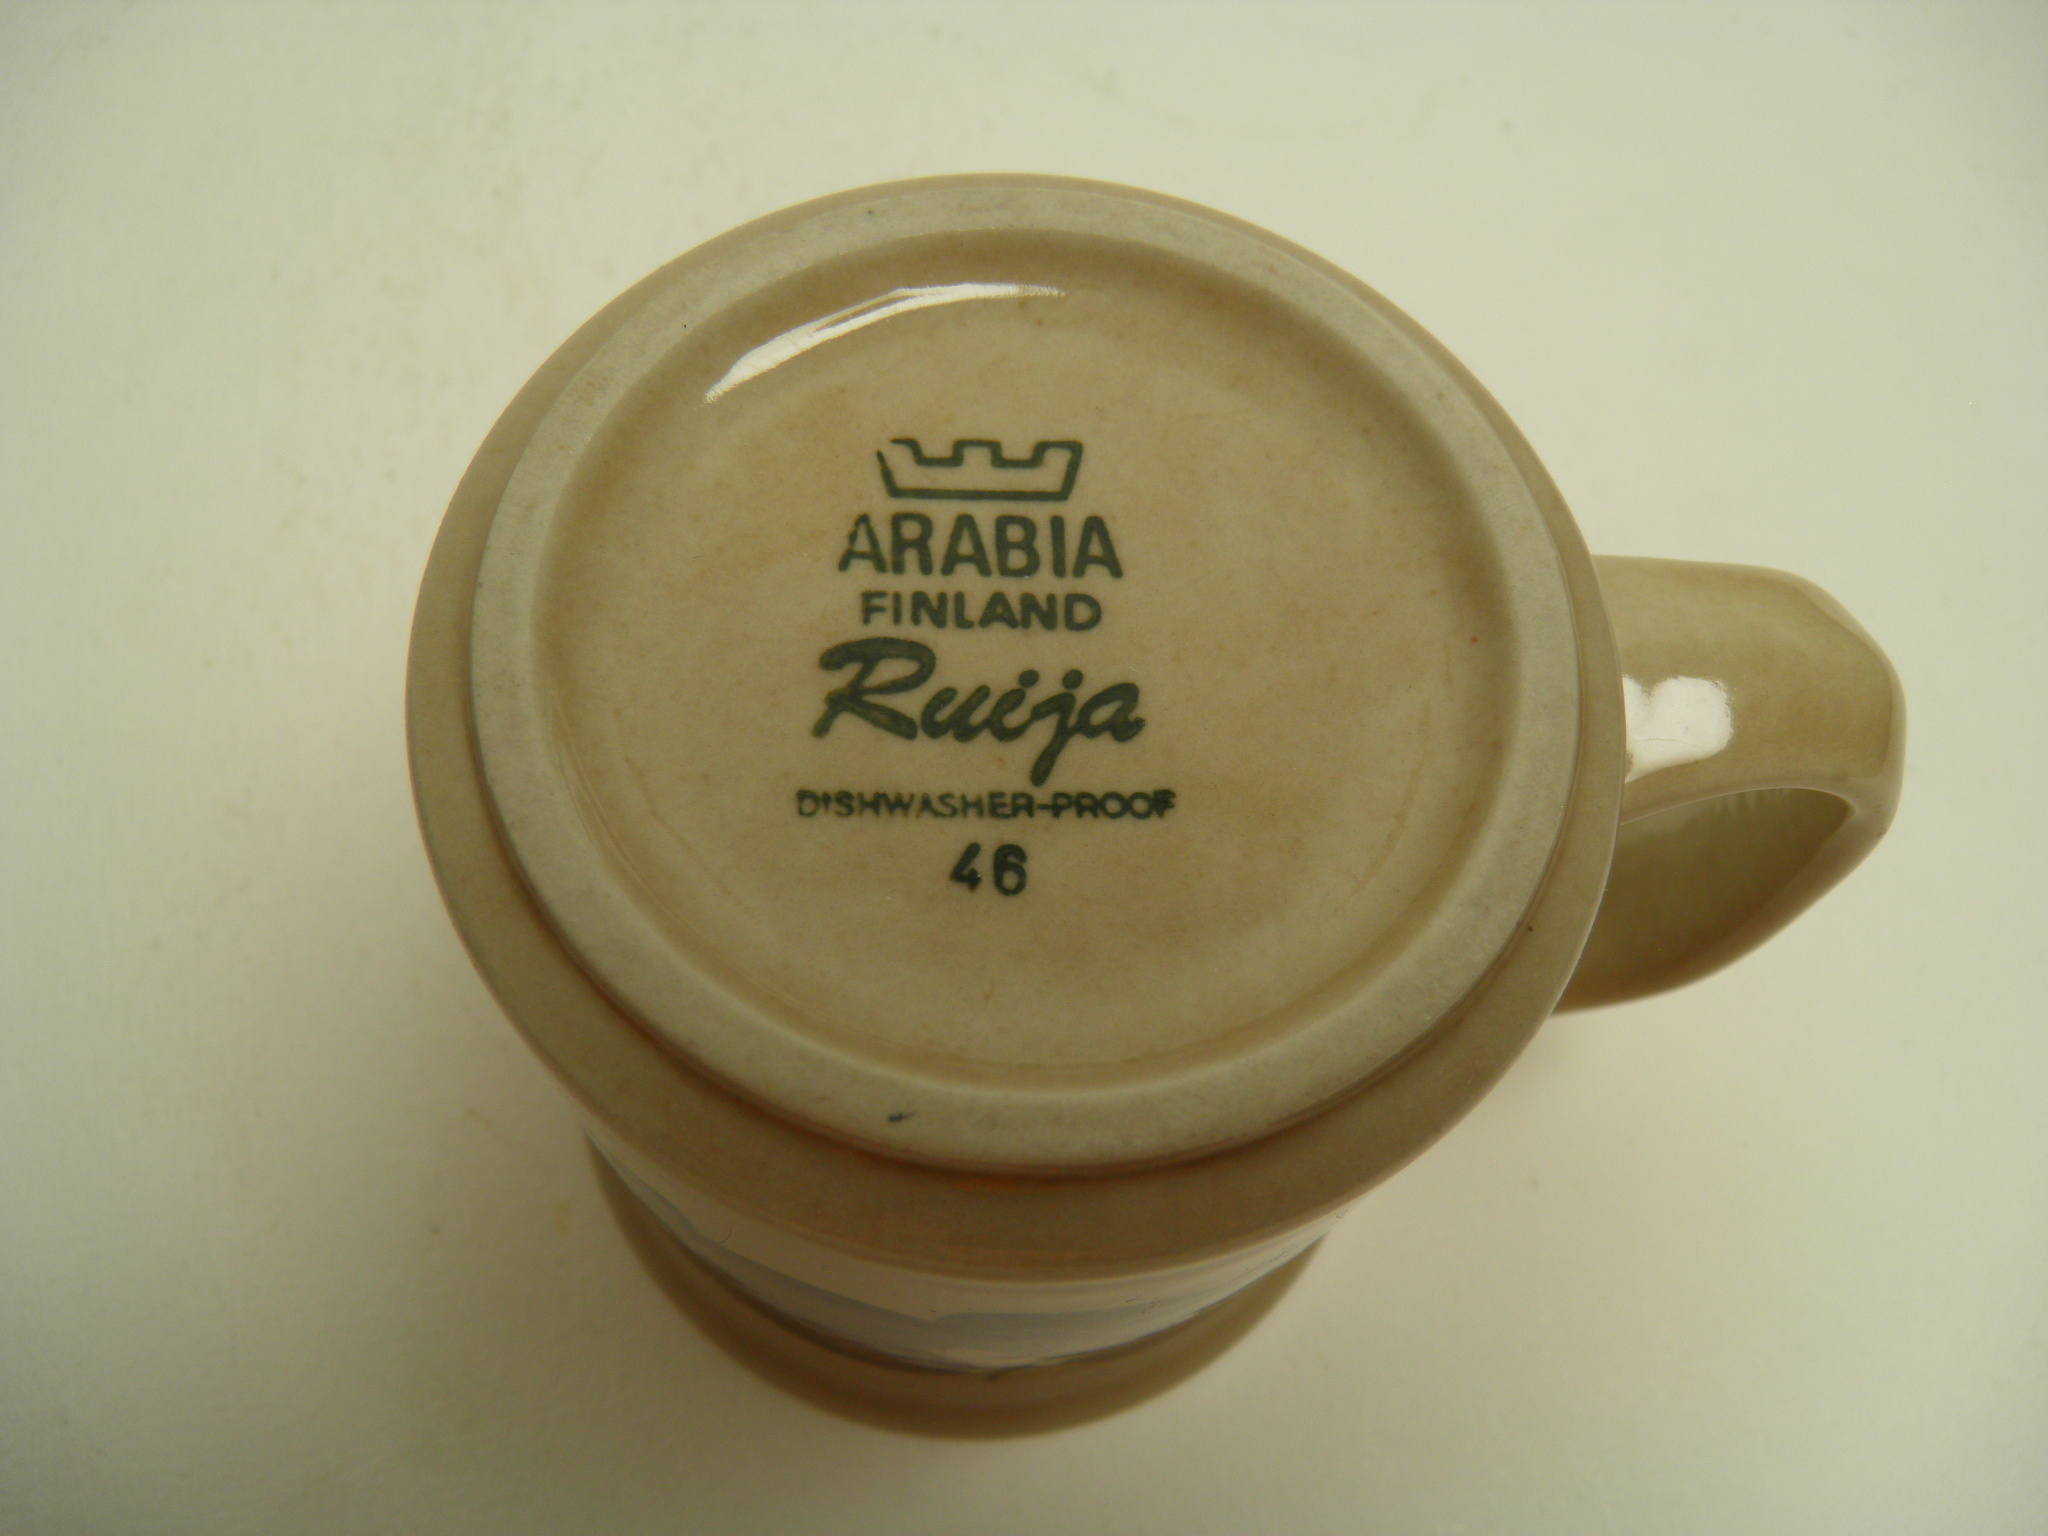 ARABIA
FINLAND
Ruija
DISHWASHER-PROOF
46